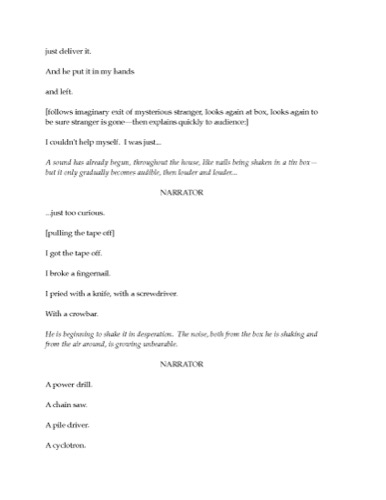 just deliver it.
And he put it in my hands
and left.
[follows imaginary exit of mysterious stranger, looks again at box, looks again to
be sure stranger is gone—then explains quickly to audience:]
I couldn't help myself.  I was just...
A sound has already begun, throughout the house, like nails being shaken in a tin box—
but it only gradually becomes audible, then louder and louder...
NARRATOR
...just too curious.
[pulling the tape off]
I got the tape off.
I broke a fingernail.
I pried with a knife, with a screwdriver.
With a crowbar.
He is beginning to shake it in desperation.  The noise, both from the box he is shaking and
from the air around, is growing unbearable.
NARRATOR
A power drill.
A chain saw.
A pile driver.
A cyclotron.